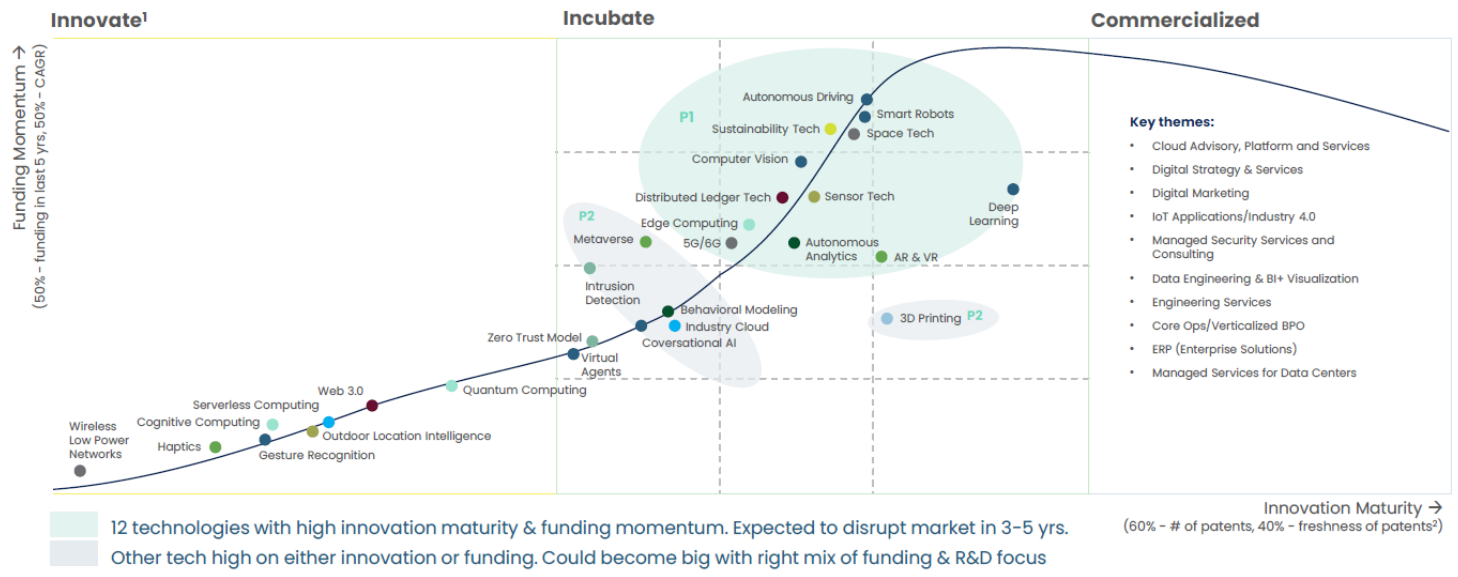 Innovate¹
Incubate
Commercialized
Funding Momentum →
(50% - funding in last 5 yrs, 50% - CAGR)
P1
Autonomous Driving
Smart Robots
Sustainability Tech
Space Tech
Computer Vision
Distributed Ledger Tech
Sensor Tech
Deep
Learning
P2
Edge Computing
Metaverse
5G/6G
Autonomous
Analytics
AR & VR
Intrusion
Detection
Behavioral Modeling
Industry Cloud
Coversational AI
3D Printing
P2
Zero Trust Model
Virtual
Agents
Quantum Computing
Web 3.0
Serverless Computing
Cognitive Computing
Outdoor Location Intelligence
Gesture Recognition
Haptics
Wireless
Low Power
Networks
Key themes:
• Cloud Advisory, Platform and Services
• Digital Strategy & Services
• Digital Marketing
• IoT Applications/Industry 4.0
• Managed Security Services and
Consulting
• Data Engineering & BI+ Visualization
• Engineering Services
• Core Ops/Verticalized BPO
• ERP (Enterprise Solutions)
• Managed Services for Data Centers
Innovation Maturity →
(60% - # of patents, 40% - freshness of patents²)
12 technologies with high innovation maturity & funding momentum. Expected to disrupt market in 3-5 yrs.
Other tech high on either innovation or funding. Could become big with right mix of funding & R&D focus